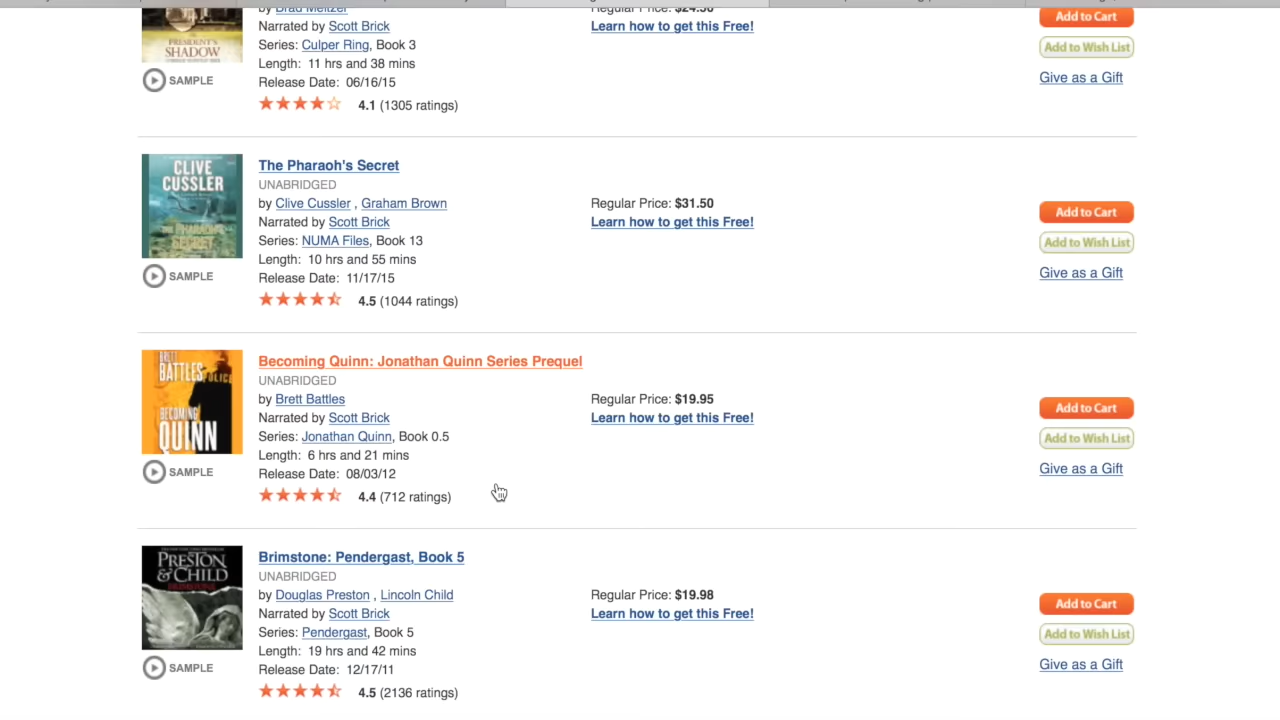 by Brad Meltzer
Narrated by Scott Brick
Series: Culper Ring, Book 3
Length: 11 hrs and 38 mins
Release Date: 06/16/15
4.1 (1305 ratings)
$24.50
Learn how to get this Free!
Add to Cart
Add to Wish List
Give as a Gift
PRESIDENT'S
SHADOW
SAMPLE
CLIVE
CUSSLER
THE PHARAOH'S
SECRET
SAMPLE
The Pharaoh's Secret
UNABRIDGED
by Clive Cussler , Graham Brown
Narrated by Scott Brick
Series: NUMA Files, Book 13
Length: 10 hrs and 55 mins
Release Date: 11/17/15
4.5 (1044 ratings)
Regular Price: $31.50
Learn how to get this Free!
Add to Cart
Add to Wish List
Give as a Gift
BRETT
BATTLES
BECOMING
QUINN
SAMPLE
Becoming Quinn: Jonathan Quinn Series Prequel
UNABRIDGED
by Brett Battles
Narrated by Scott Brick
Series: Jonathan Quinn, Book 0.5
Length: 6 hrs and 21 mins
Release Date: 08/03/12
4.4 (712 ratings)
Regular Price: $19.95
Learn how to get this Free!
Add to Cart
Add to Wish List
Give as a Gift
PRESTON
& CHILD
SAMPLE
Brimstone: Pendergast, Book 5
UNABRIDGED
by Douglas Preston , Lincoln Child
Narrated by Scott Brick
Series: Pendergast, Book 5
Length: 19 hrs and 42 mins
Release Date: 12/17/11
4.5 (2136 ratings)
Regular Price: $19.98
Learn how to get this Free!
Add to Cart
Add to Wish List
Give as a Gift